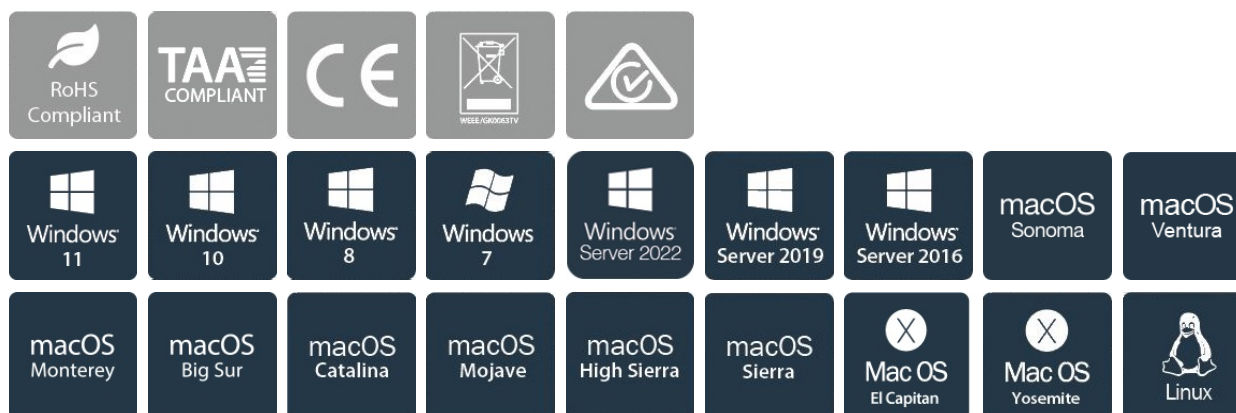 RoHS
Compliant
TAA
COMPLIANT
CE
WEEE/GK0083TV
Windows
11
Windows
10
Windows
8
Windows
7
Windows
Server 2022
Windows
Server 2019
Windows
Server 2016
macOS
Sonoma
macOS
Ventura
macOS
Monterey
macOS
Big Sur
macOS
Catalina
macOS
Mojave
macOS
High Sierra
macOS
Sierra
X
Mac OS
El Capitan
X
Mac OS
Yosemite
Linux